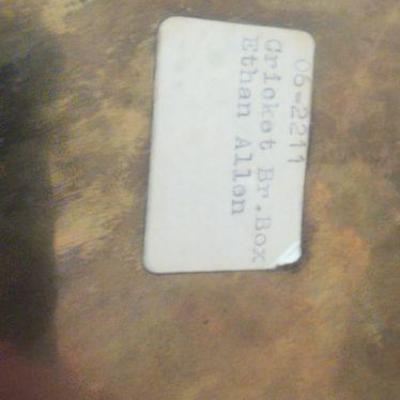 06-2211
Cricket Br.Box
Ethan Allen